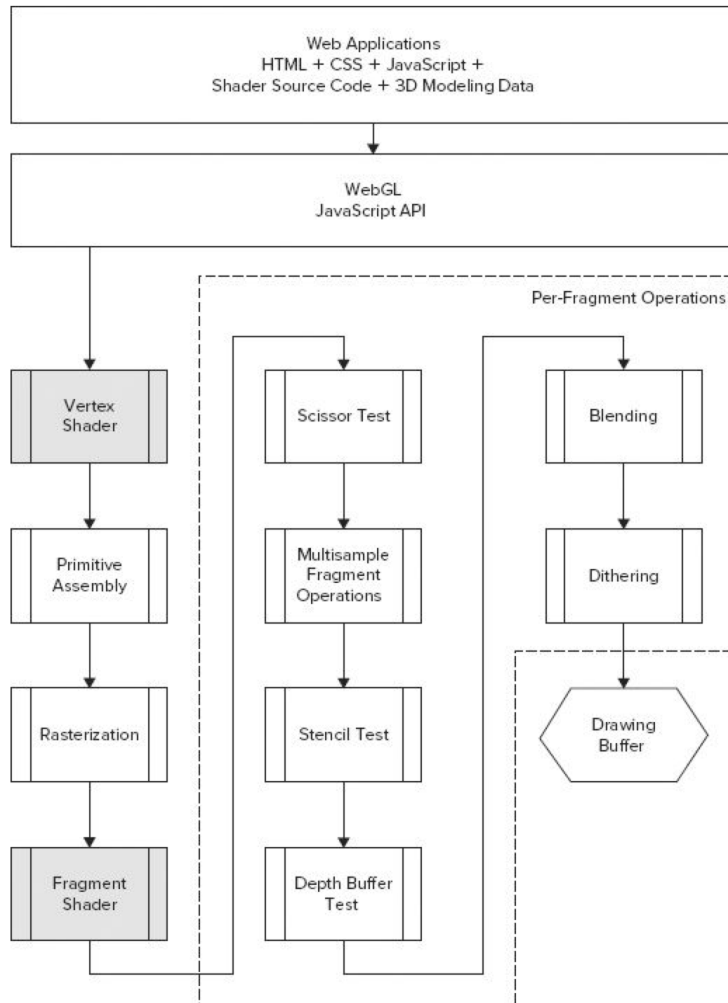 Web Applications
HTML + CSS + JavaScript +
Shader Source Code + 3D Modeling Data
WebGL
JavaScript API
Per-Fragment Operations
Vertex
Shader
Primitive
Assembly
Rasterization
Fragment
Shader
Scissor Test
Multisample
Fragment
Operations
Stencil Test
Depth Buffer
Test
Blending
Dithering
Drawing
Buffer